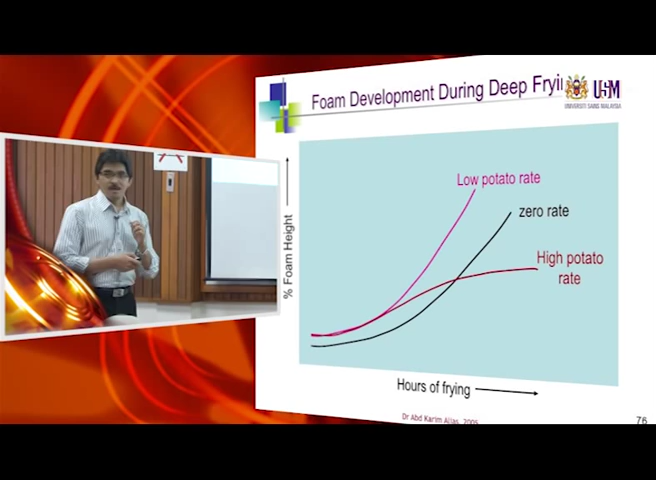 Foam Development During Deep Fryi
USM
UNIVERSITI SAINS MALAYSIA
Low potato rate
zero rate
High potato
rate
% Foam Height
Hours of frying
Dr Abd Karim Alias, 2005
76